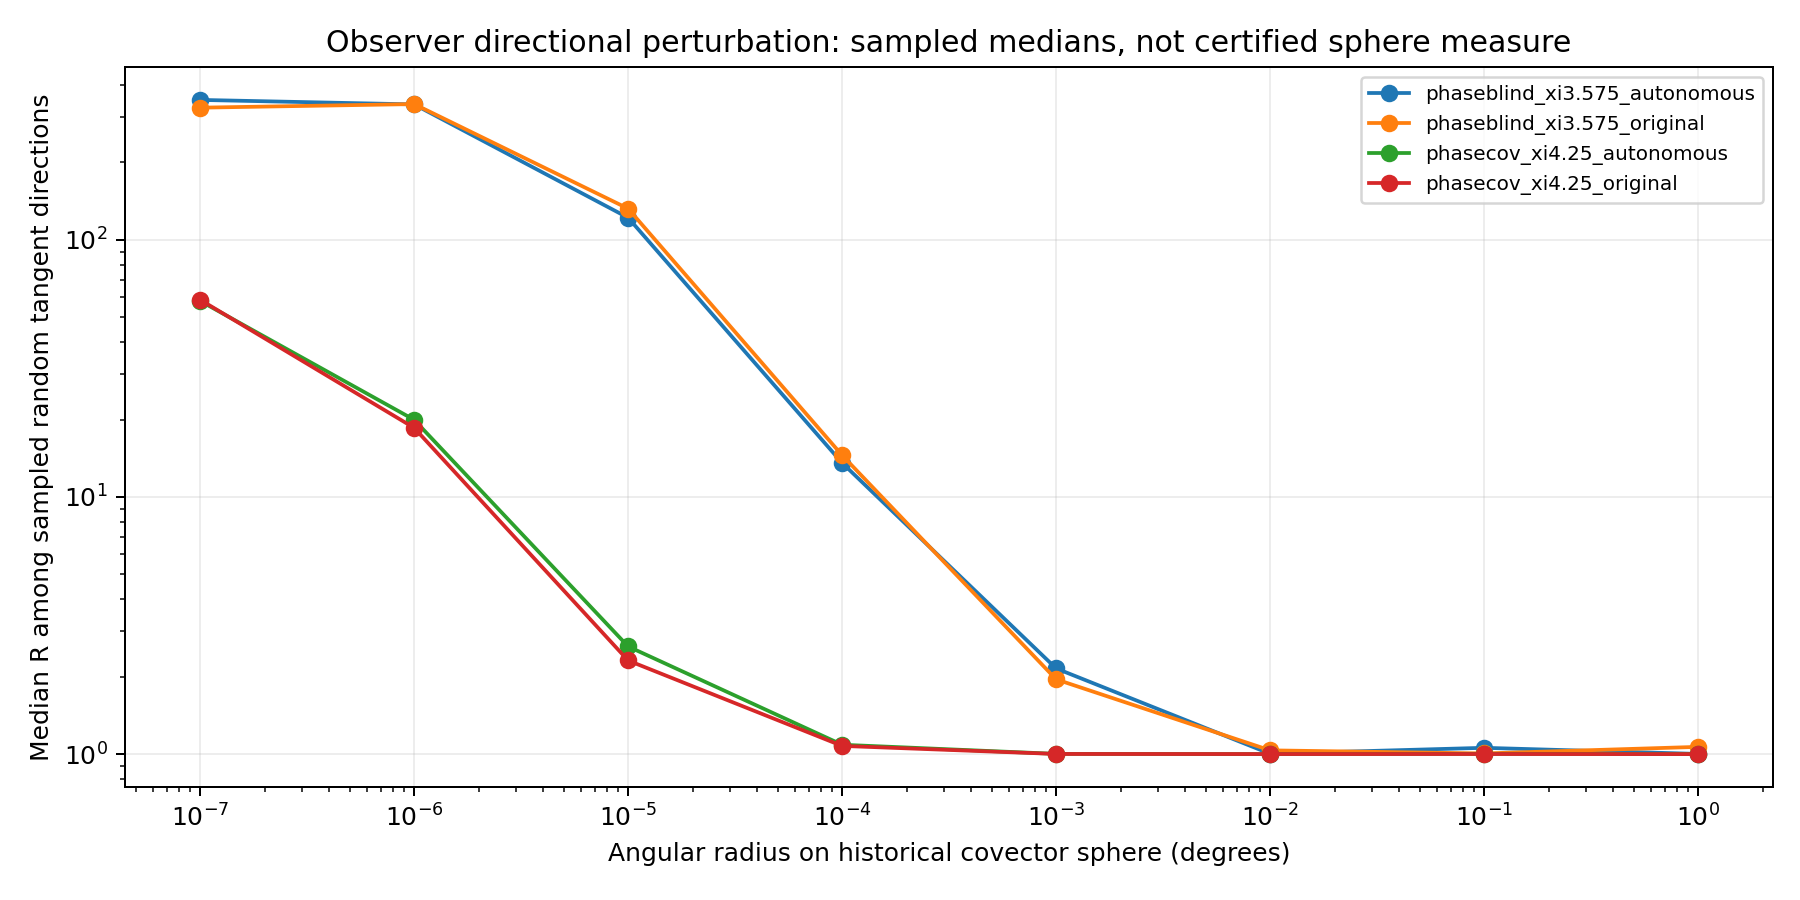 Observer directional perturbation: sampled medians, not certified sphere measure
Median R among sampled random tangent directions
10²
10¹
10⁰
phaseblind_xi3.575_autonomous
phaseblind_xi3.575_original
phasecov_xi4.25_autonomous
phasecov_xi4.25_original
10⁻⁷ 10⁻⁶ 10⁻⁵ 10⁻⁴ 10⁻³ 10⁻² 10⁻¹ 10⁰
Angular radius on historical covector sphere (degrees)